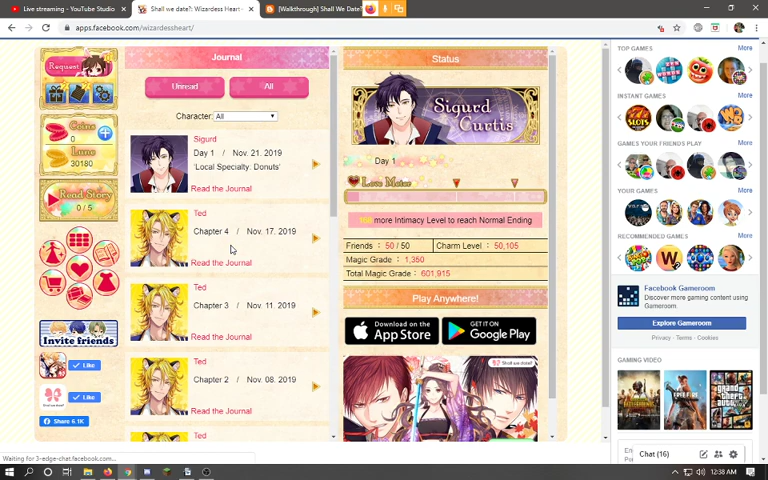 Live streaming - YouTube Studio
Shall we date?: Wizardess Heart -
[Walkthrough] Shall We Date?
apps.facebook.com/wizardessheart/
Request
Coins
0
Lune
30180
Read Story
0 / 5
Invite friends
Like
Like
Share 6.1K
Journal
Unread
All
Character: All
Sigurd
Day 1 / Nov. 21. 2019
'Local Specialty. Donuts'
Read the Journal
Ted
Chapter 4 / Nov. 17. 2019
Read the Journal
Ted
Chapter 3 / Nov. 11. 2019
Read the Journal
Ted
Chapter 2 / Nov. 08. 2019
Read the Journal
Ted
Status
Sigurd
Curtis
Day 1
Love Meter
more Intimacy Level to reach Normal Ending
Friends : 50 / 50
Charm Level : 50,105
Magic Grade : 1,350
Total Magic Grade : 601,915
Play Anywhere!
Download on the
App Store
GET IT ON
Google Play
Shall we date?
TOP GAMES
More
INSTANT GAMES
More
GAMES YOUR FRIENDS PLAY
More
YOUR GAMES
More
RECOMMENDED GAMES
More
Facebook Gameroom
Discover more gaming content using
Gameroom.
Explore Gameroom
Privacy · Terms · Cookies
GAMING VIDEO
Chat (16)
Waiting for 3-edge-chat.facebook.com...
12:38 AM